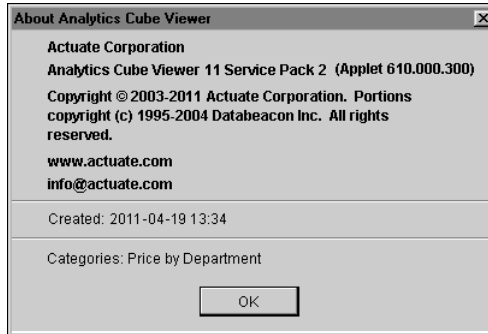 About Analytics Cube Viewer
Actuate Corporation
Analytics Cube Viewer 11 Service Pack 2 (Applet 610.000.300)
Copyright © 2003-2011 Actuate Corporation. Portions
copyright (c) 1995-2004 Databeacon Inc. All rights
reserved.
www.actuate.com
info@actuate.com
Created: 2011-04-19 13:34
Categories: Price by Department
OK